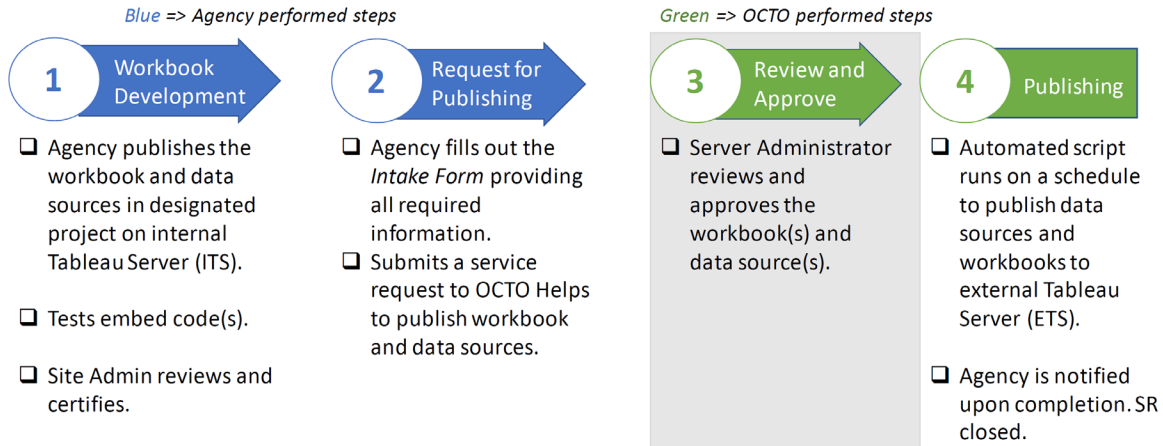 Blue => Agency performed steps
Green => OCTO performed steps
1
Workbook
Development
Agency publishes the
workbook and data
sources in designated
project on internal
Tableau Server (ITS).
Tests embed code(s).
Site Admin reviews and
certifies.
2
Request for
Publishing
Agency fills out the
Intake Form providing
all required
information.
Submits a service
request to OCTO Helps
to publish workbook
and data sources.
3
Review and
Approve
Server Administrator
reviews and
approves the
workbook(s) and
data source(s).
4
Publishing
Automated script
runs on a schedule
to publish data
sources and
workbooks to
external Tableau
Server (ETS).
Agency is notified
upon completion. SR
closed.